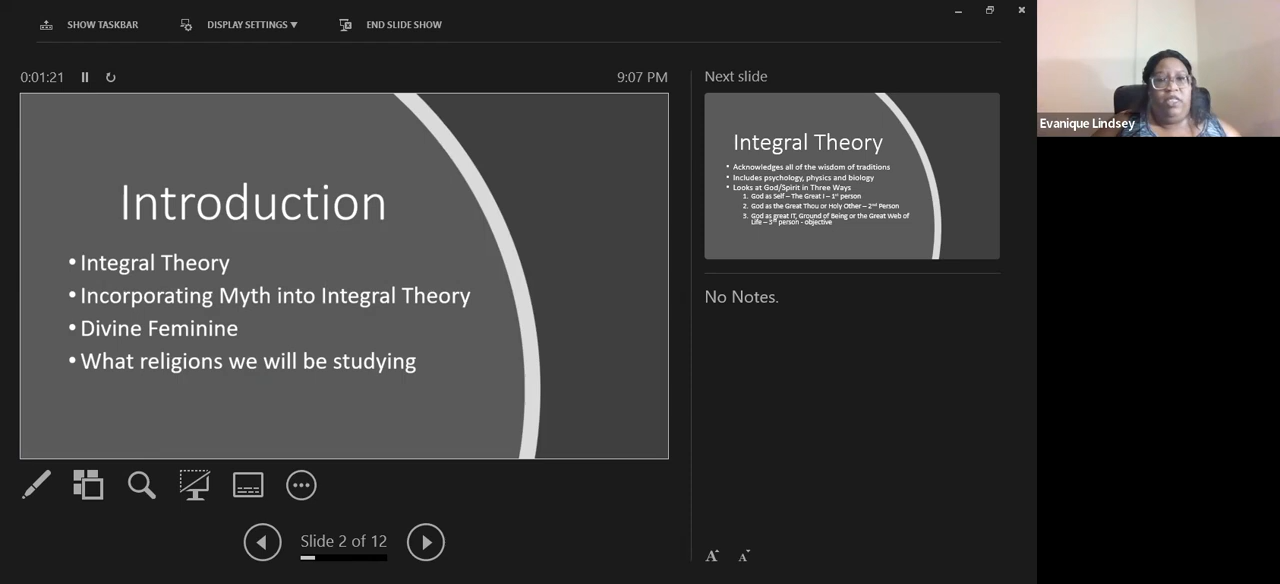 SHOW TASKBAR
DISPLAY SETTINGS ▼
END SLIDE SHOW
0:01:21
9:07 PM
Introduction
• Integral Theory
• Incorporating Myth into Integral Theory
• Divine Feminine
• What religions we will be studying
Slide 2 of 12
Next slide
Integral Theory
• Acknowledges all of the wisdom of traditions
• Includes psychology, physics and biology
• Looks at God/Spirit in Three Ways
1. God as Self – The Great I – 1st person
2. God as the Great Thou or Holy Other – 2nd Person
3. God as great IT, Ground of Being or the Great Web of
Life – 3rd person - objective
No Notes.
A A
Evanique Lindsey